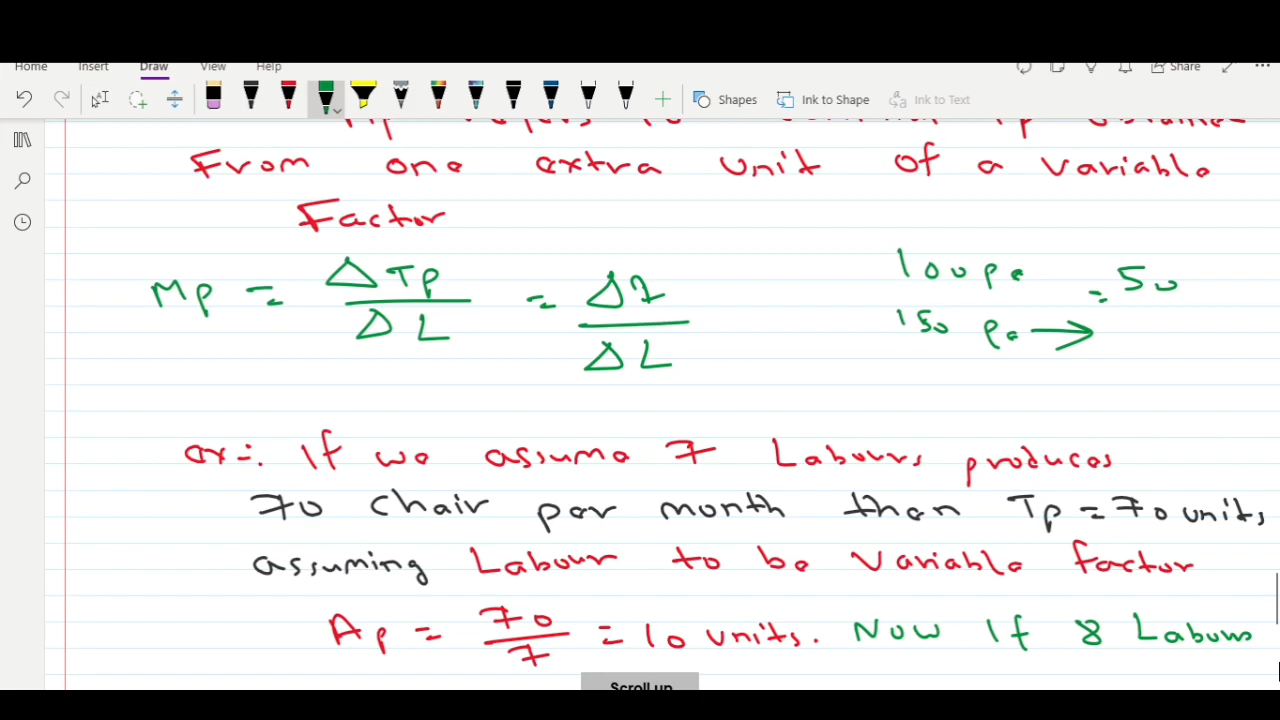 Home Insert Draw View Help Share
Shapes Ink to Shape Ink to Text
From one extra unit of a variable
Factor
Mp = ΔTp / ΔL = Δq / ΔL
100 pc
150 pc → = 50
ex:- If we assume 7 Labours produces
70 chair per month than Tp = 70 units
assuming Labour to be variable factor
Ap = 70 / 7 = 10 units. Now If 8 Labours
Scroll up